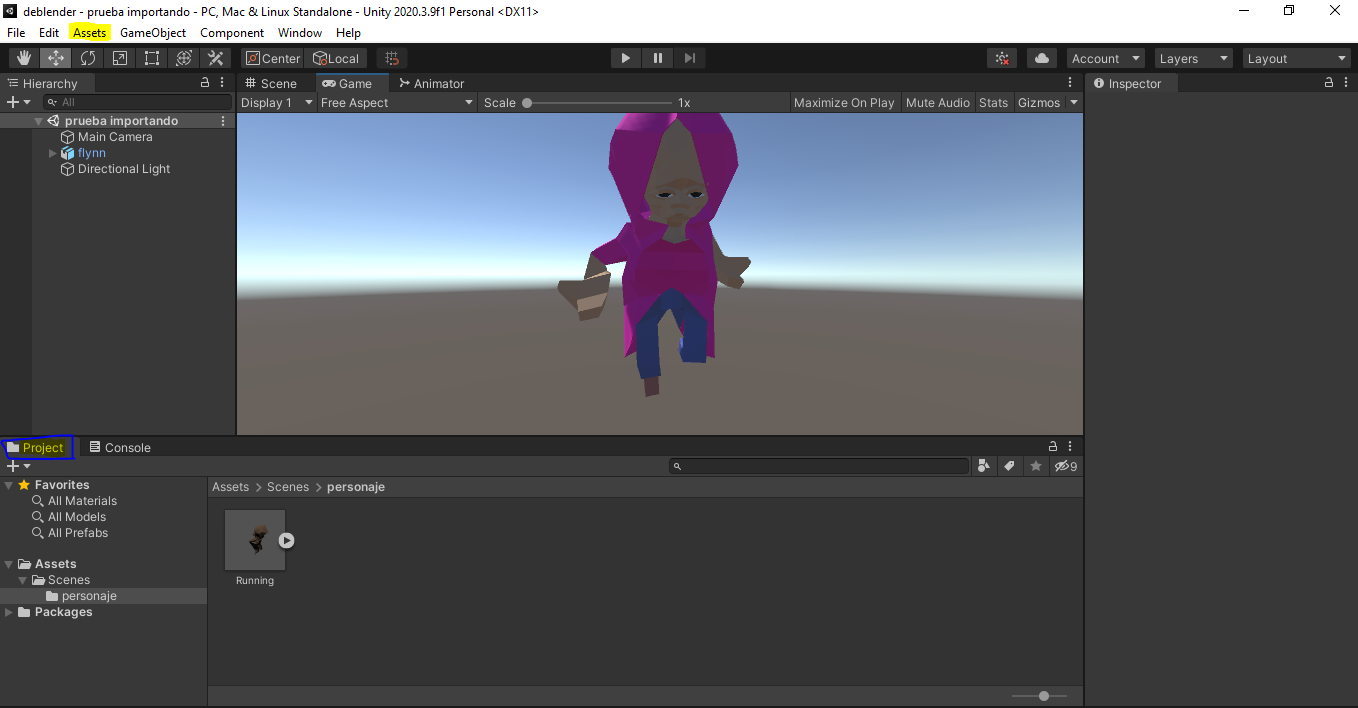 deblender - prueba importando - PC, Mac & Linux Standalone - Unity 2020.3.9f1 Personal <DX11>
File Edit Assets GameObject Component Window Help
Center Local Account Layers Layout
Hierarchy Scene Game Animator Inspector
All Display 1 Free Aspect Scale 1x Maximize On Play Mute Audio Stats Gizmos
prueba importando
Main Camera
flynn
Directional Light
Project Console
9
Favorites Assets > Scenes > personaje
All Materials
All Models
All Prefabs
Assets
Scenes
personaje
Packages
Running